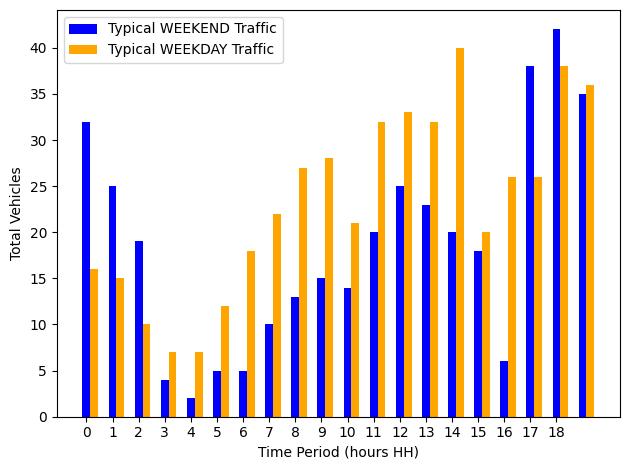 Typical WEEKEND Traffic
Typical WEEKDAY Traffic
40
35
30
25
20
15
10
5
0
Total Vehicles
0 1 2 3 4 5 6 7 8 9 10 11 12 13 14 15 16 17 18
Time Period (hours HH)